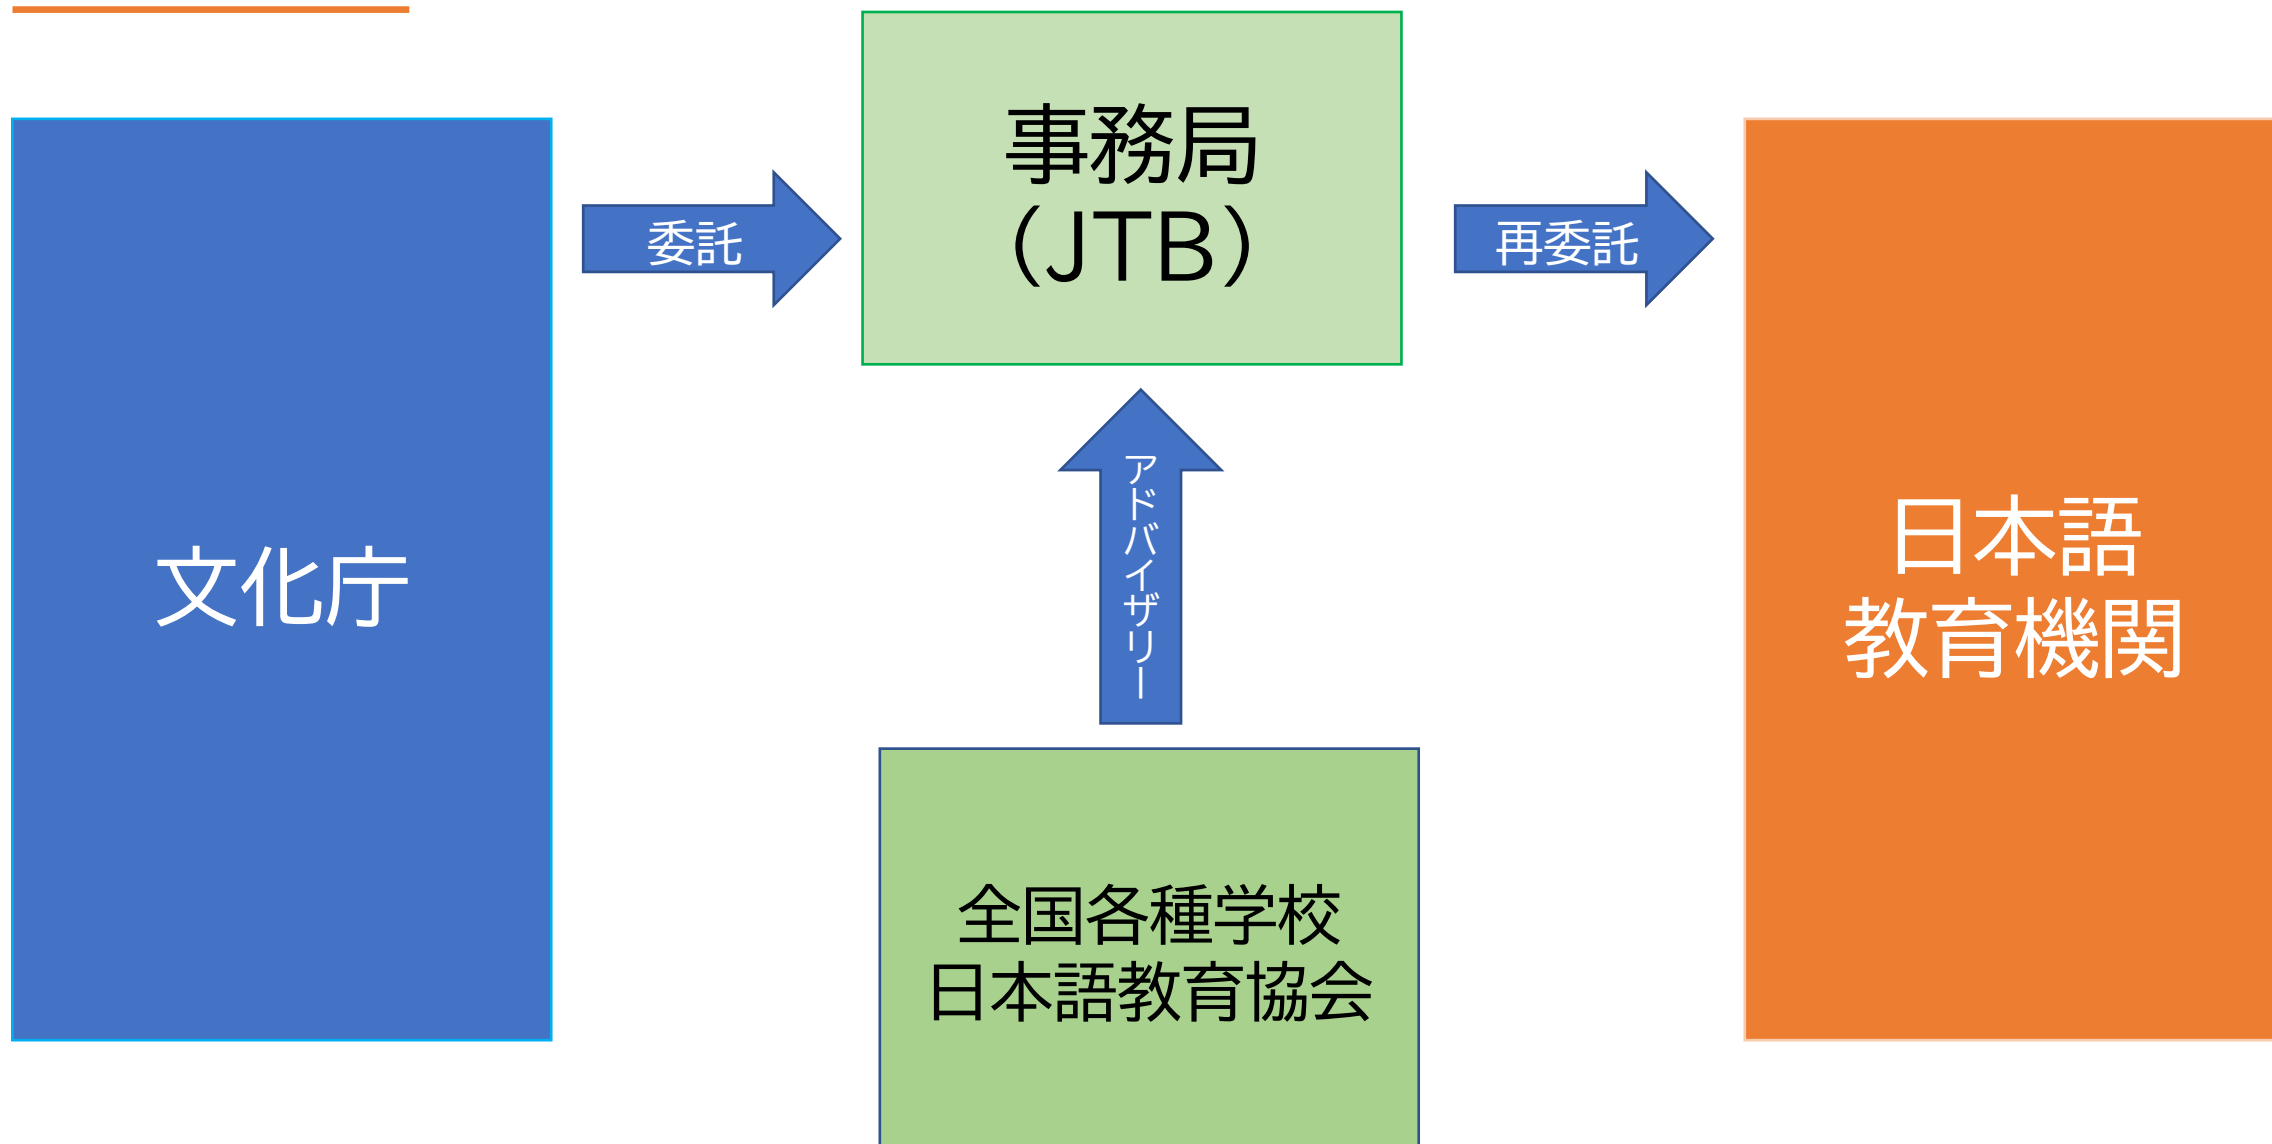 文化庁
委託
事務局
（JTB）
再委託
アドバイザリー
全国各種学校
日本語教育協会
日本語
教育機関